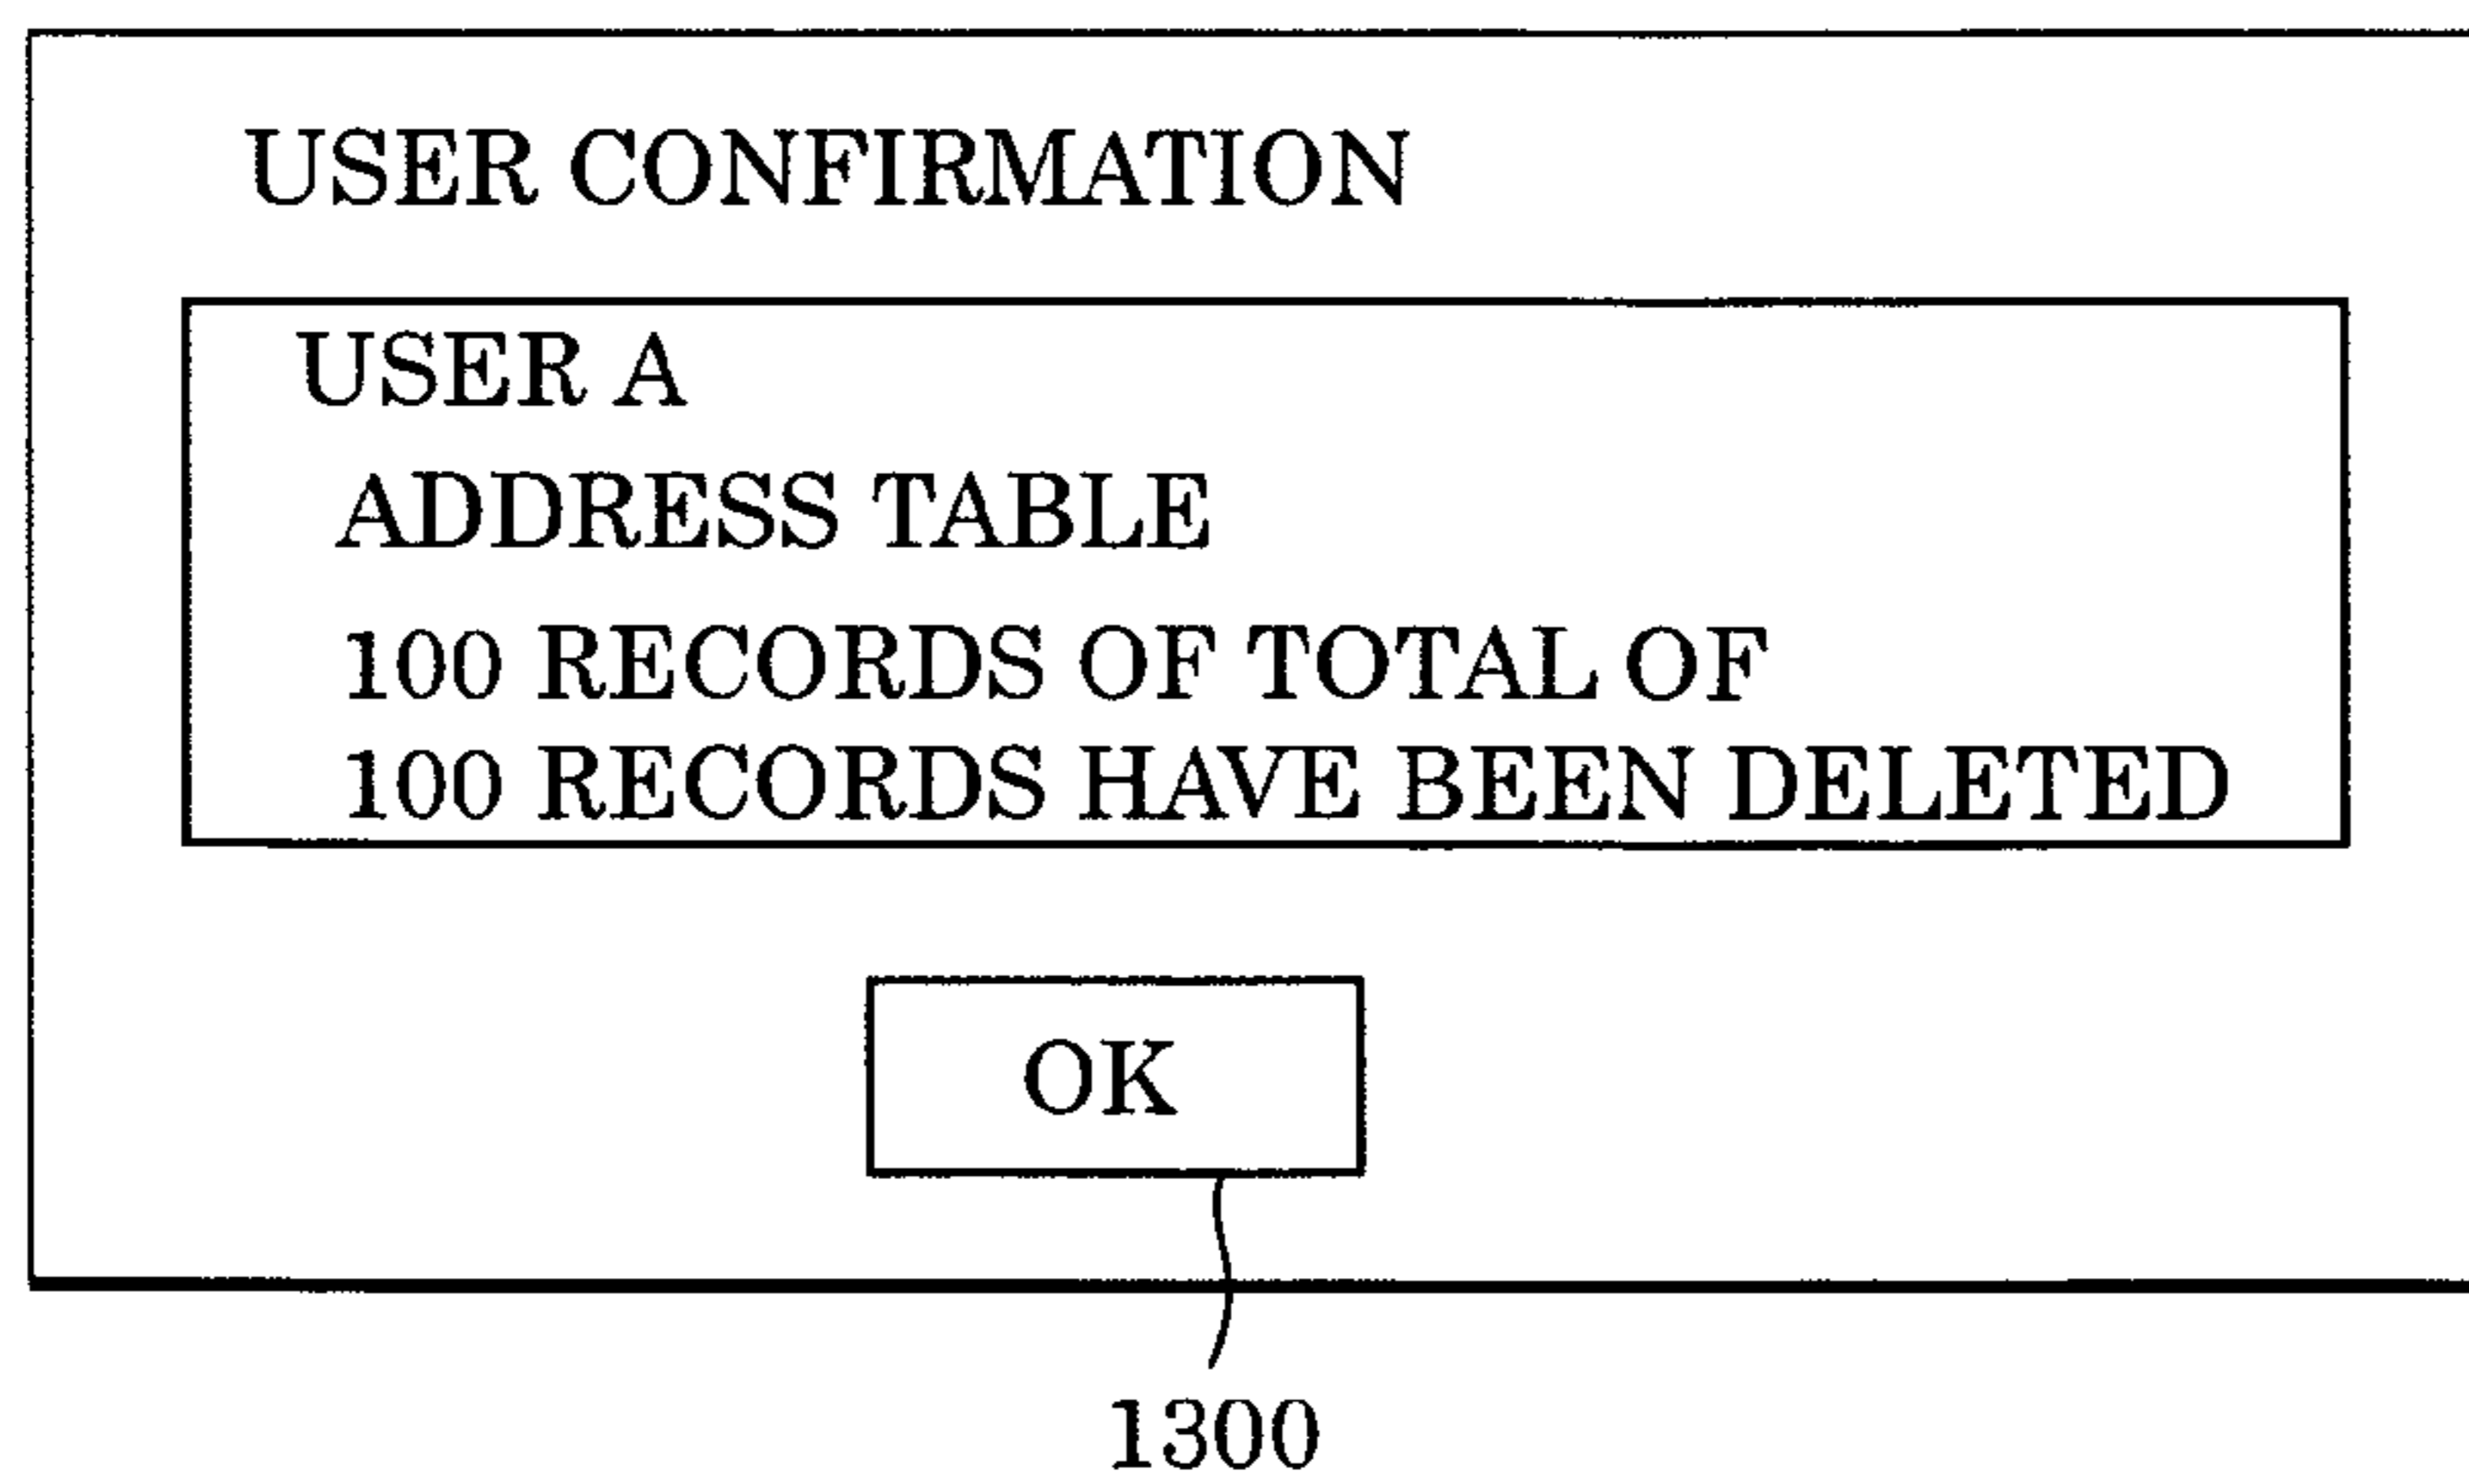 USER CONFIRMATION
USER A
ADDRESS TABLE
100 RECORDS OF TOTAL OF
100 RECORDS HAVE BEEN DELETED
OK
1300